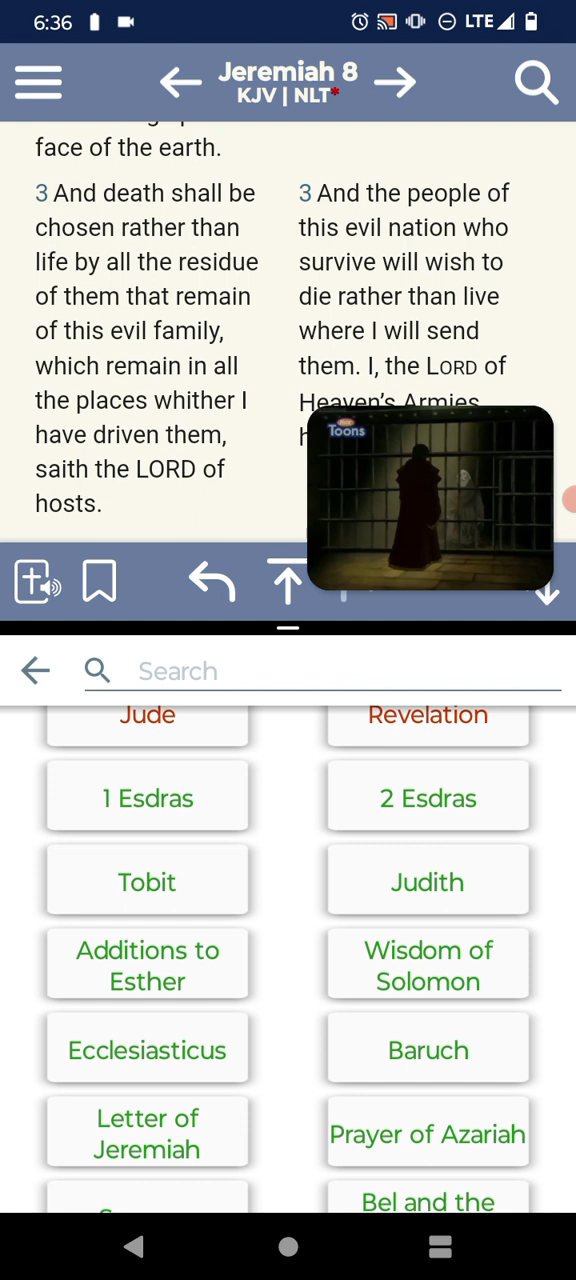 6:36
LTE
Jeremiah 8
KJV | NLT*
face of the earth.
3 And death shall be
chosen rather than
life by all the residue
of them that remain
of this evil family,
which remain in all
the places whither I
have driven them,
saith the LORD of
hosts.
3 And the people of
this evil nation who
survive will wish to
die rather than live
where I will send
them. I, the LORD of
Heaven's Armies,
Toons
Search
Jude
Revelation
1 Esdras
2 Esdras
Tobit
Judith
Additions to
Esther
Wisdom of
Solomon
Ecclesiasticus
Baruch
Letter of
Jeremiah
Prayer of Azariah
Bel and the